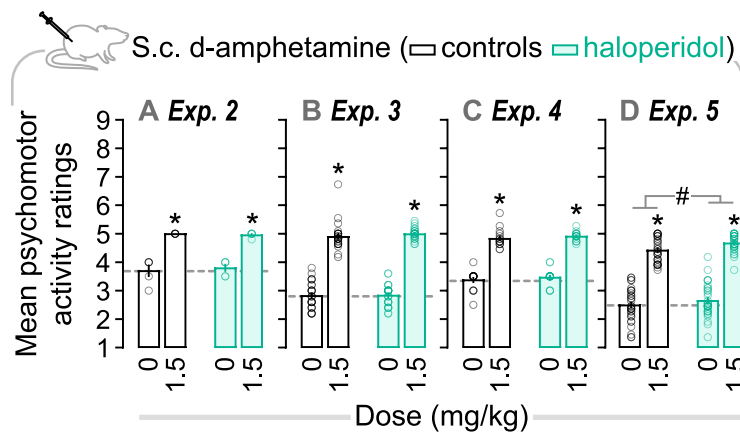 S.c. d-amphetamine (controls haloperidol)
A Exp. 2
B Exp. 3
C Exp. 4
D Exp. 5
Mean psychomotor
activity ratings
9
8
7
6
5
4
3
2
1
* *
* *
* *
# * *
0 1.5 0 1.5
0 1.5 0 1.5
0 1.5 0 1.5
0 1.5 0 1.5
Dose (mg/kg)